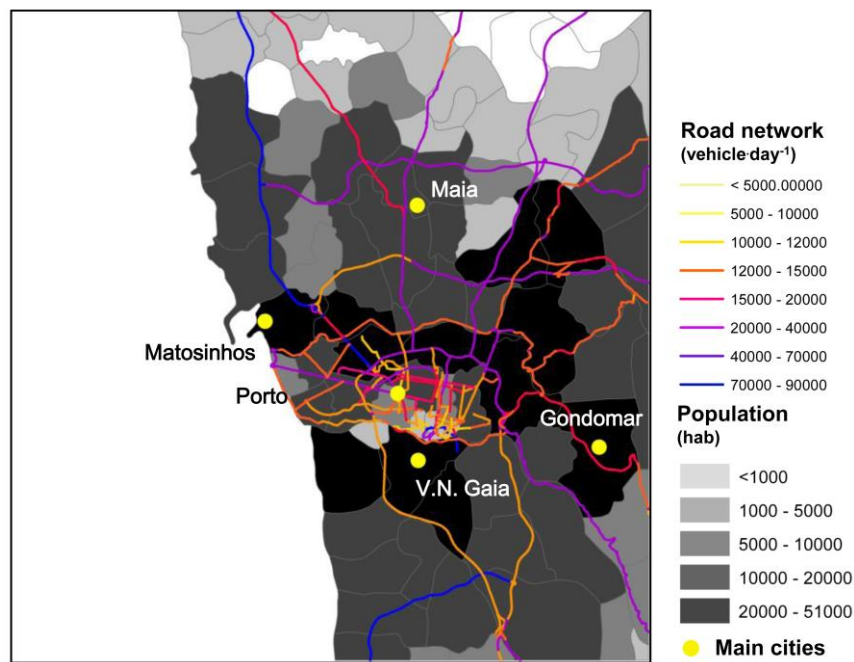 Maia
Matosinhos
Porto
Gondomar
V.N. Gaia
Road network
(vehicle·day-1)
< 5000.00000
5000 - 10000
10000 - 12000
12000 - 15000
15000 - 20000
20000 - 40000
40000 - 70000
70000 - 90000
Population
(hab)
<1000
1000 - 5000
5000 - 10000
10000 - 20000
20000 - 51000
Main cities